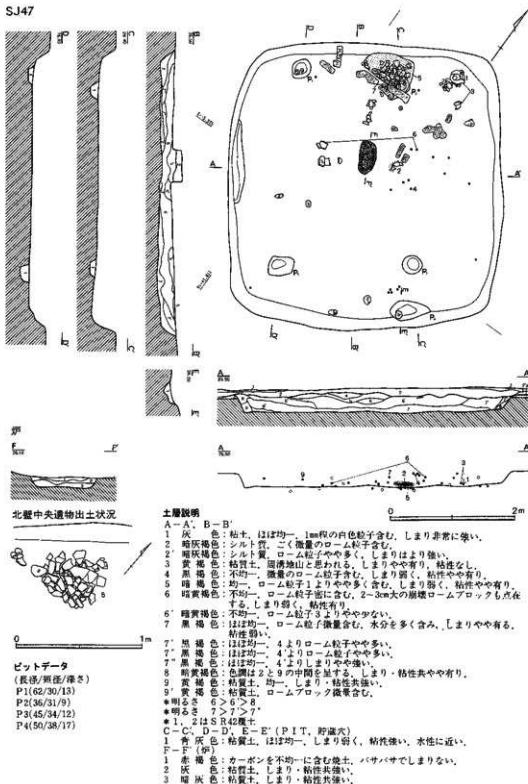 SJ47
A
A'
北壁中央遺物出土状況
0 1m
0 2m
ピットデータ
(長径/短径/深さ)
P1(62/30/13)
P2(36/31/9)
P3(45/34/12)
P4(50/38/17)
土層説明
A-A'、B-B'
1 灰 色:粘土、ほぼ均一、1mm程の白色粒子含む、しまり非常に強い。
2 暗灰褐色:シルト質、ごく微量のローム粒子含む。
2' 暗灰褐色:シルト質、ローム粒子やや多く、しまりはより強い。
3 黄 褐 色:粘質土、周溝地山と思われる、しまりやや有り、粘性なし。
4 黒 褐 色:不均一、微量のローム粒子含む、しまり弱く、粘性やや有り。
5 暗 褐 色:均一、ローム粒子4よりやや多く含む、しまり弱く、粘性やや有り。
6 暗黄褐色:不均一、ローム粒子密に含む、2~3cm大の崩壊ロームブロックも点在
する、しまり弱く、粘性有り。
6' 暗黄褐色:不均一、ローム粒子3よりやや少ない。
7 黒 褐 色:ほぼ均一、ローム粒子微量含む、水分を多く含み、しまりやや有る、
粘性弱い。
7' 黒 褐 色:ほぼ均一、4よりローム粒子やや多い。
7" 黒 褐 色:ほぼ均一、4'よりローム粒子やや多い。
黒 褐 色:ほぼ均一、4'よりしまりやや強い。
8 暗黄褐色:色調は2と9の中間を呈する、しまり・粘性共やや有り。
9 黄 褐 色:粘質土、均一、しまり・粘性共強い。
9' 黄 褐 色:粘質土、ロームブロック微量含む。
*明るさ 6>6'>8
*明るさ 7>7'>7"
*1、2はSR42覆土
C-C'、D-D'、E-E'(PIT、貯蔵穴)
1 青 灰 色:粘質土、ほぼ均一、しまり弱く、粘性強い、水性に近い。
F-F'(炉)
1 赤 褐 色:カーボンを不均一に含む焼土、バサバサでしまりない。
2 灰 色:粘質土、しまり・粘性共強い。
3 暗 灰 色:粘質土、しまり・粘性共強い。